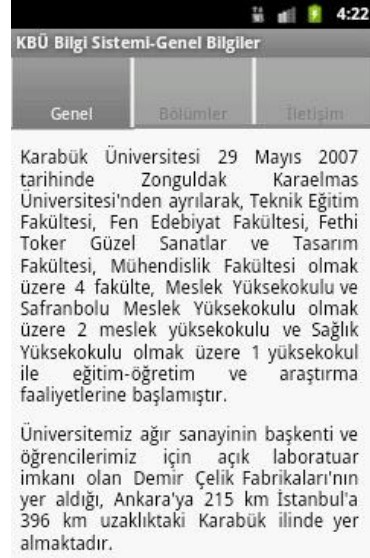 4:22
KBÜ Bilgi Sistemi-Genel Bilgiler
Genel Bölümler İletişim
Karabük Üniversitesi 29 Mayıs 2007
tarihinde Zonguldak Karaelmas
Üniversitesi'nden ayrılarak, Teknik Eğitim
Fakültesi, Fen Edebiyat Fakültesi, Fethi
Toker Güzel Sanatlar ve Tasarım
Fakültesi, Mühendislik Fakültesi olmak
üzere 4 fakülte, Meslek Yüksekokulu ve
Safranbolu Meslek Yüksekokulu olmak
üzere 2 meslek yüksekokulu ve Sağlık
Yüksekokulu olmak üzere 1 yüksekokul
ile eğitim-öğretim ve araştırma
faaliyetlerine başlamıştır.
Üniversitemiz ağır sanayinin başkenti ve
öğrencilerimiz için açık laboratuar
imkanı olan Demir Çelik Fabrikaları'nın
yer aldığı, Ankara'ya 215 km İstanbul'a
396 km uzaklıktaki Karabük ilinde yer
almaktadır.